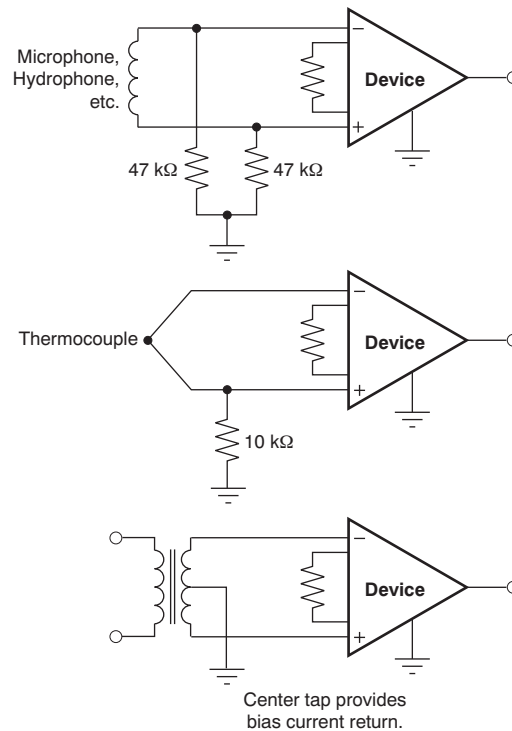 Microphone,
Hydrophone,
etc.
−
Device
+
47 kΩ
47 kΩ
−
Thermocouple
Device
+
10 kΩ
−
Device
+
Center tap provides
bias current return.